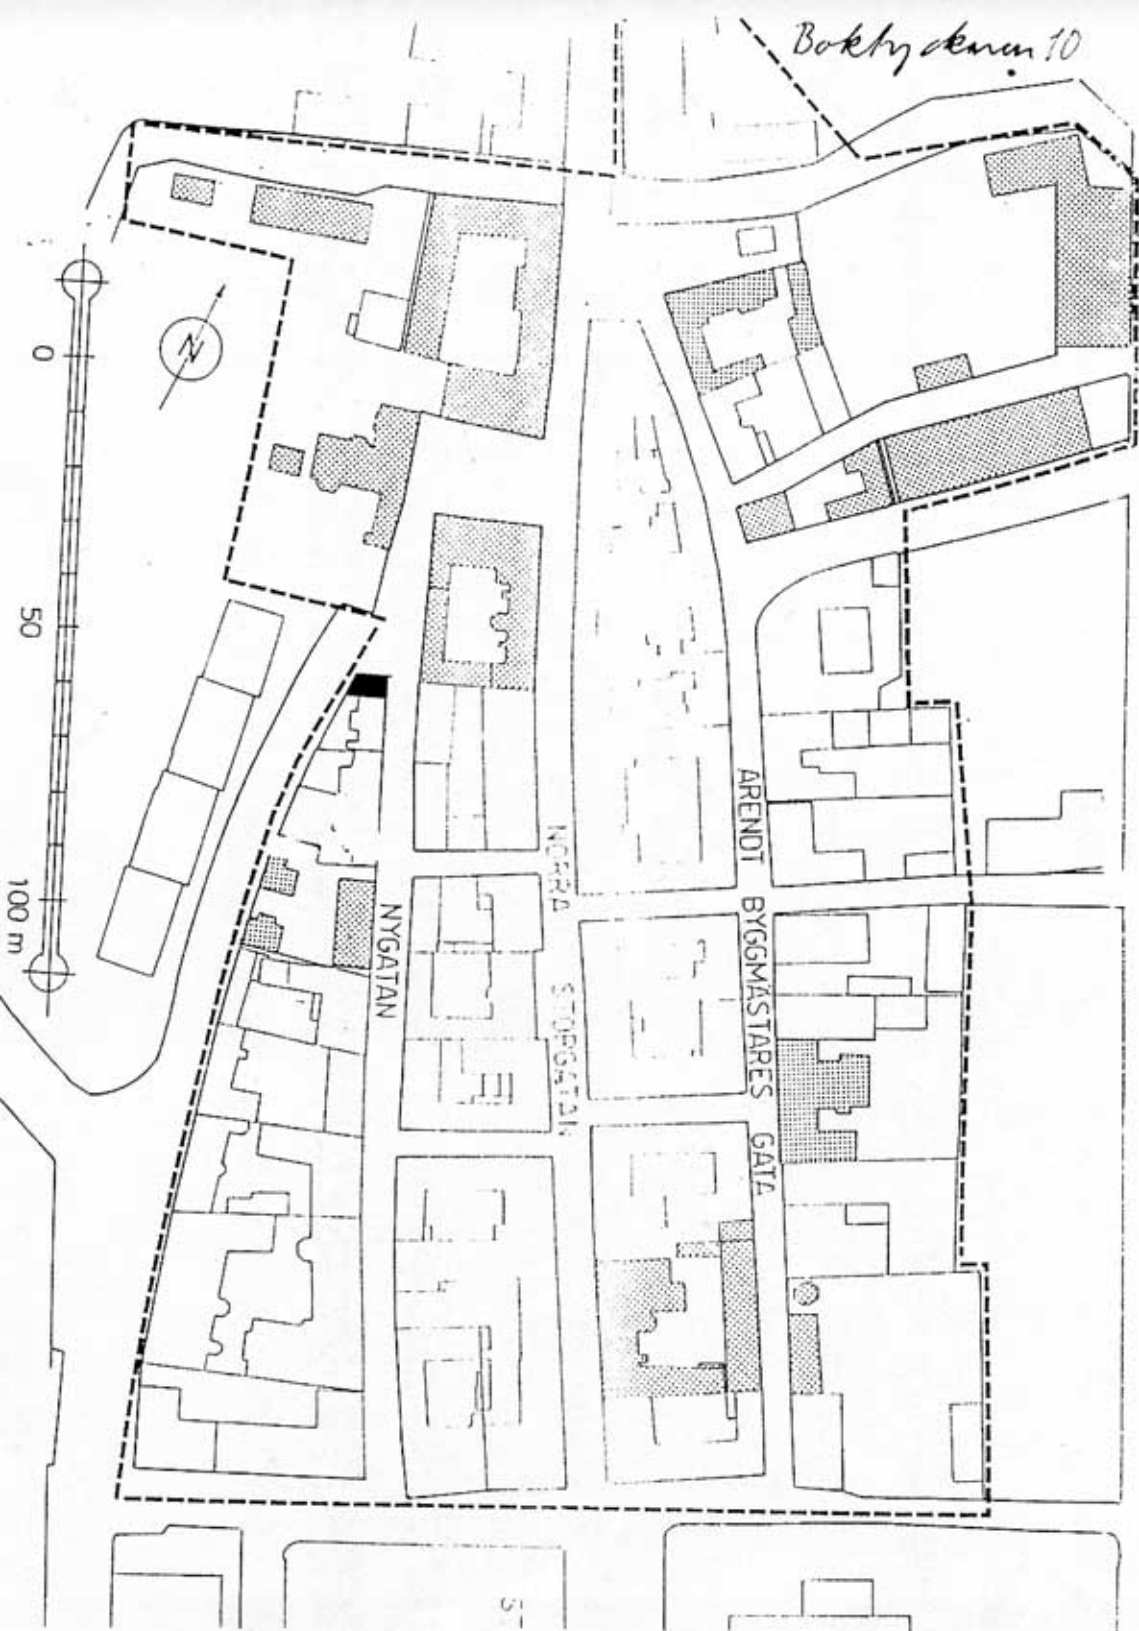 Boktryckaren 10
N
0
50
100 m
ARENDT BYGGMÄSTARES GATA
NORRA STORGATAN
NYGATAN